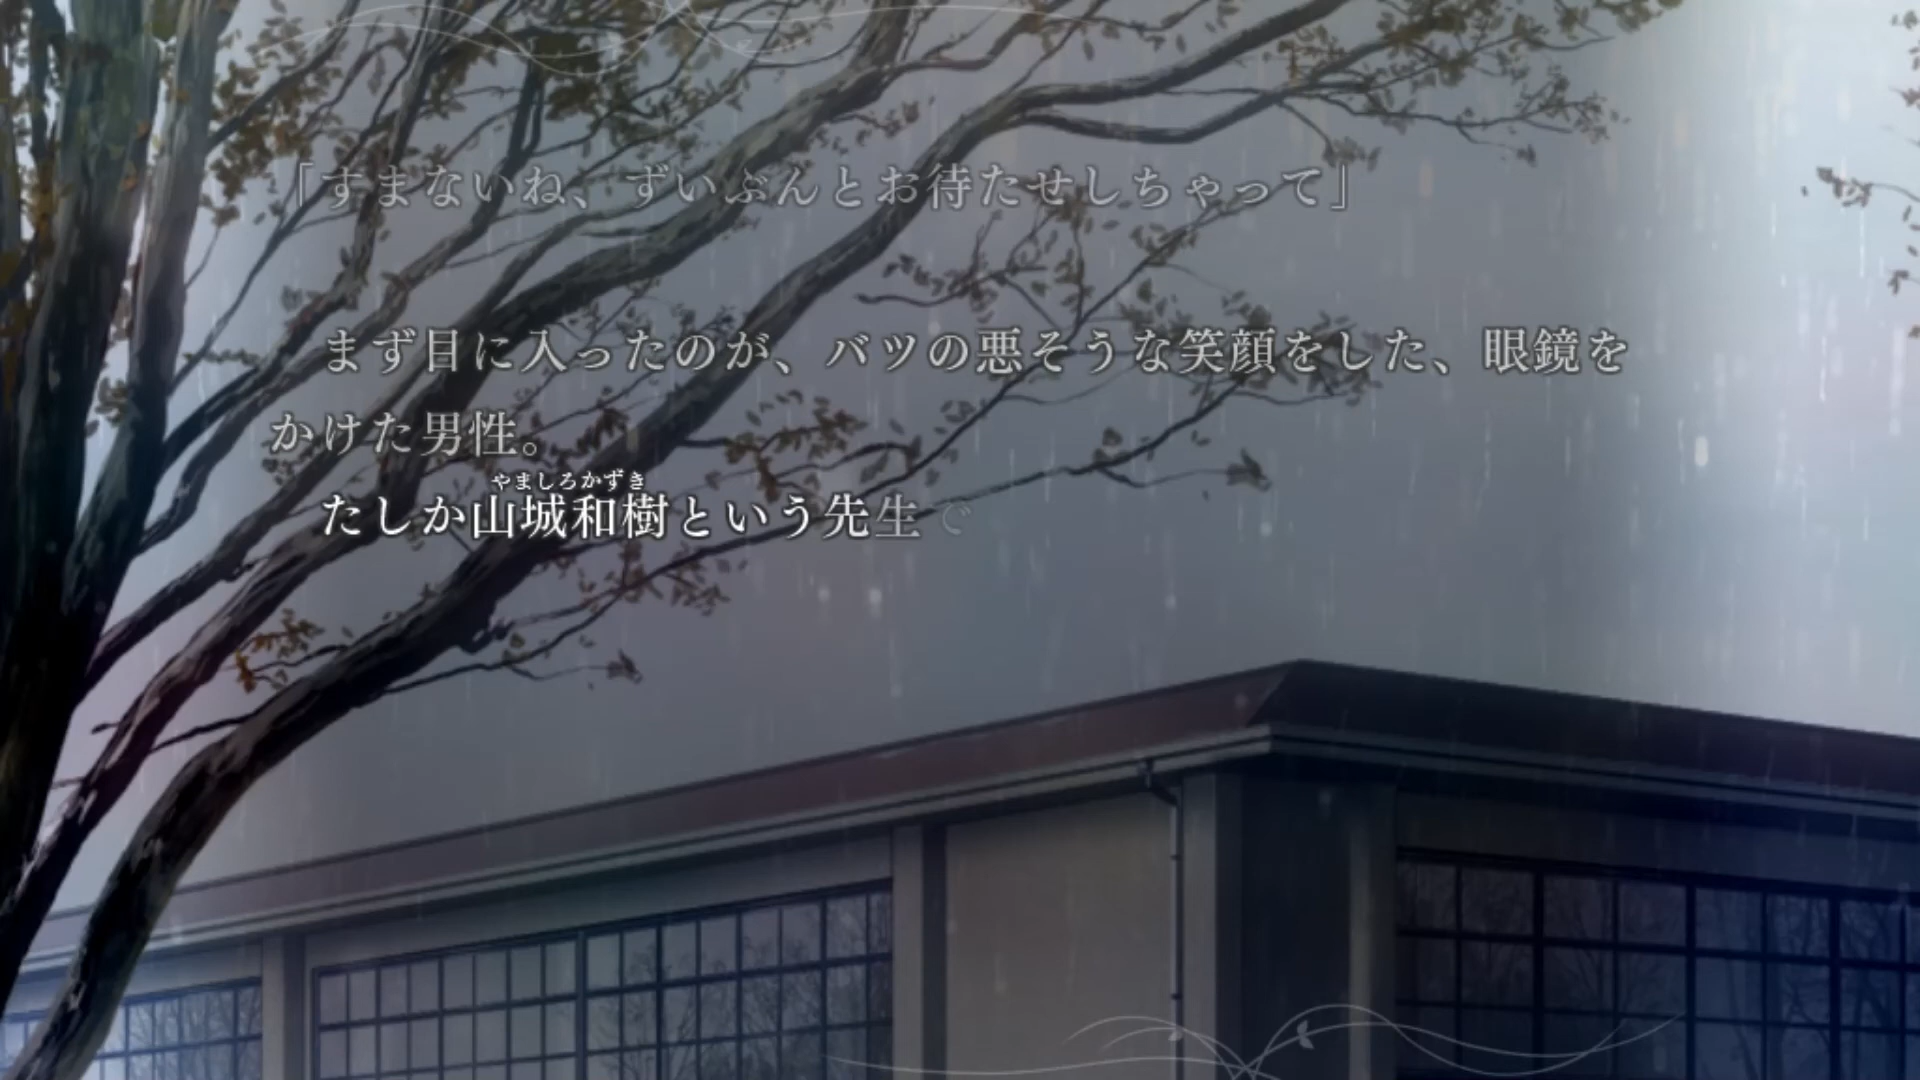 「すまないね、ずいぶんとお待たせしちゃって」
まず目に入ったのが、バツの悪そうな笑顔をした、眼鏡を
かけた男性。
やましろかずき
たしか山城和樹という先生で